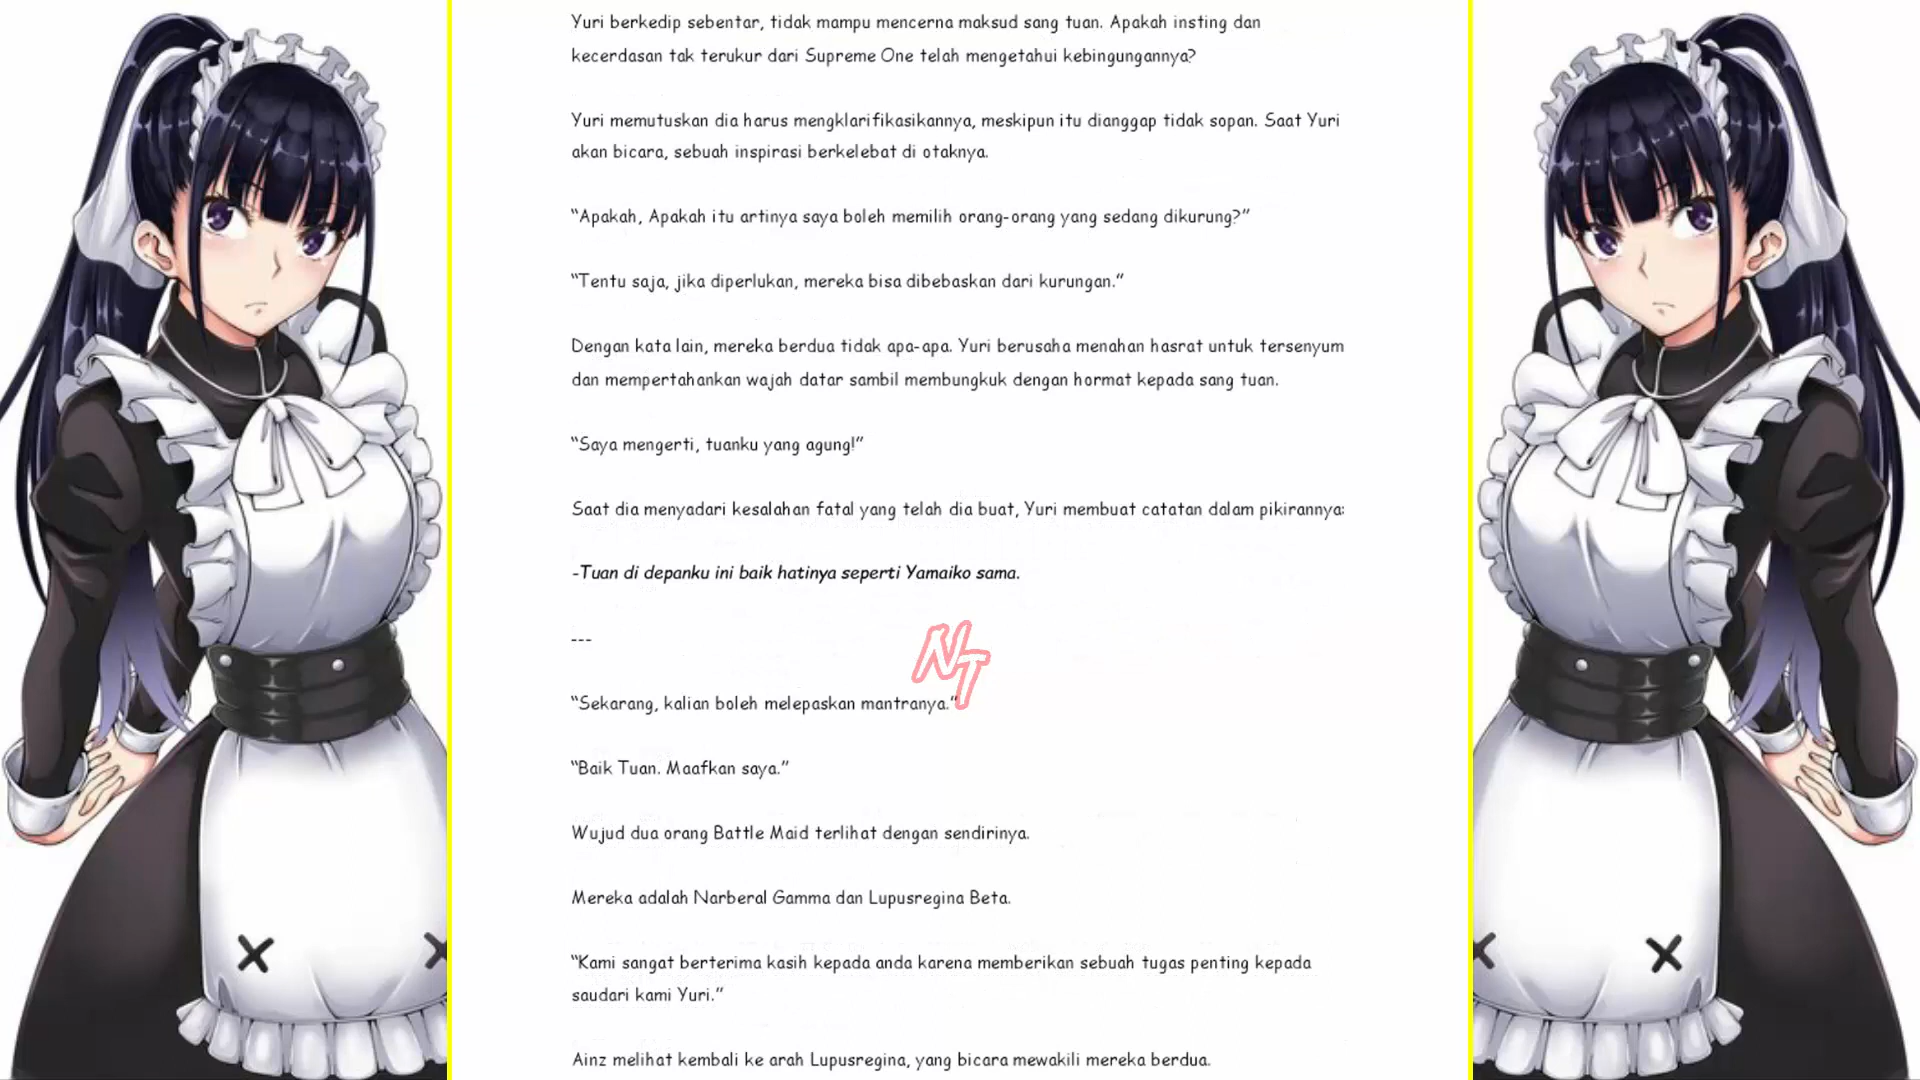 Yuri berkedip sebentar, tidak mampu mencerna maksud sang tuan. Apakah insting dan
kecerdasan tak terukur dari Supreme One telah mengetahui kebingungannya?
Yuri memutuskan dia harus mengklarifikasikannya, meskipun itu dianggap tidak sopan. Saat Yuri
akan bicara, sebuah inspirasi berkelebat di otaknya.
“Apakah, Apakah itu artinya saya boleh memilih orang-orang yang sedang dikurung?”
“Tentu saja, jika diperlukan, mereka bisa dibebaskan dari kurungan.”
Dengan kata lain, mereka berdua tidak apa-apa. Yuri berusaha menahan hasrat untuk tersenyum
dan mempertahankan wajah datar sambil membungkuk dengan hormat kepada sang tuan.
“Saya mengerti, tuanku yang agung!”
Saat dia menyadari kesalahan fatal yang telah dia buat, Yuri membuat catatan dalam pikirannya:
-Tuan di depanku ini baik hatinya seperti Yamaiko sama.
---
NT
“Sekarang, kalian boleh melepaskan mantranya.”
“Baik Tuan. Maafkan saya.”
Wujud dua orang Battle Maid terlihat dengan sendirinya.
Mereka adalah Narberal Gamma dan Lupusregina Beta.
“Kami sangat berterima kasih kepada anda karena memberikan sebuah tugas penting kepada
saudari kami Yuri.”
Ainz melihat kembali ke arah Lupusregina, yang bicara mewakili mereka berdua.